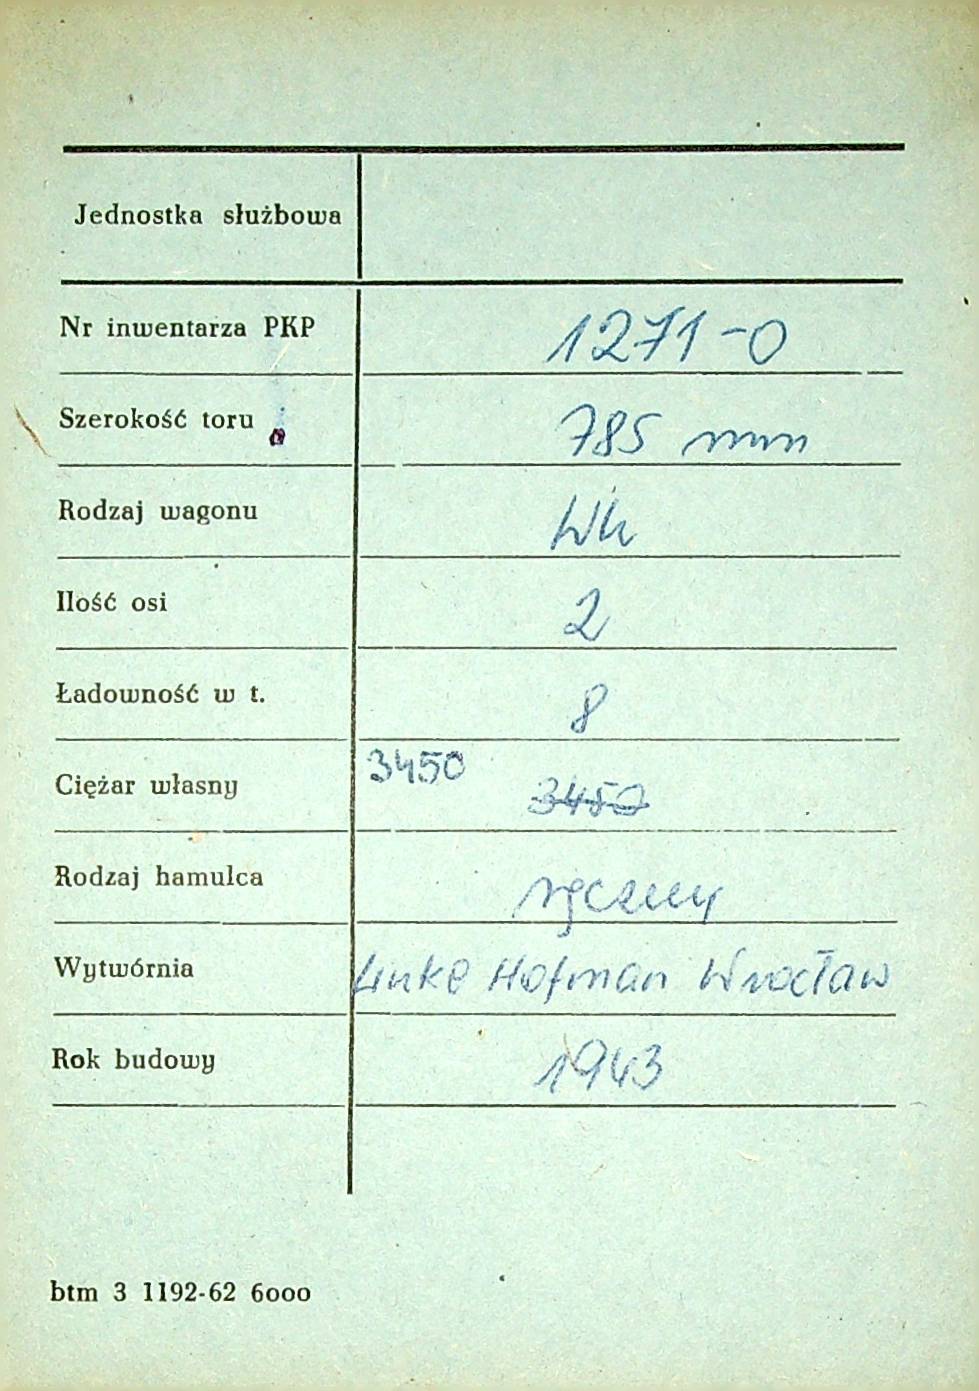 Jednostka służbowa
Nr inwentarza PKP 1271-0
Szerokość toru 785 mm
Rodzaj wagonu Wk
Ilość osi 2
Ładowność w t. 8
Ciężar własny 3450 3450
Rodzaj hamulca ręczny
Wytwórnia Linke Hofman Wrocław
Rok budowy 1943
btm 3 1192-62 6000